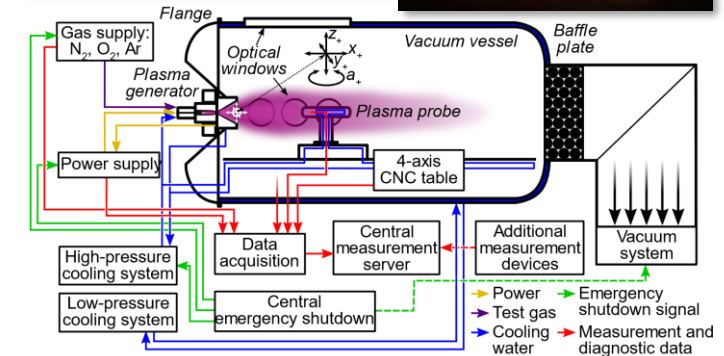 Flange
Gas supply:
N₂, O₂, Ar
Optical
windows
z₊
x₊
y₊
a₊
Vacuum vessel
Baffle
plate
Plasma
generator
Plasma probe
Power supply
4-axis
CNC table
Data
acquisition
Central
measurement
server
Additional
measurement
devices
Vacuum
system
High-pressure
cooling system
Low-pressure
cooling system
Central
emergency shutdown
Power
Test gas
Cooling
water
Emergency
shutdown signal
Measurement and
diagnostic data